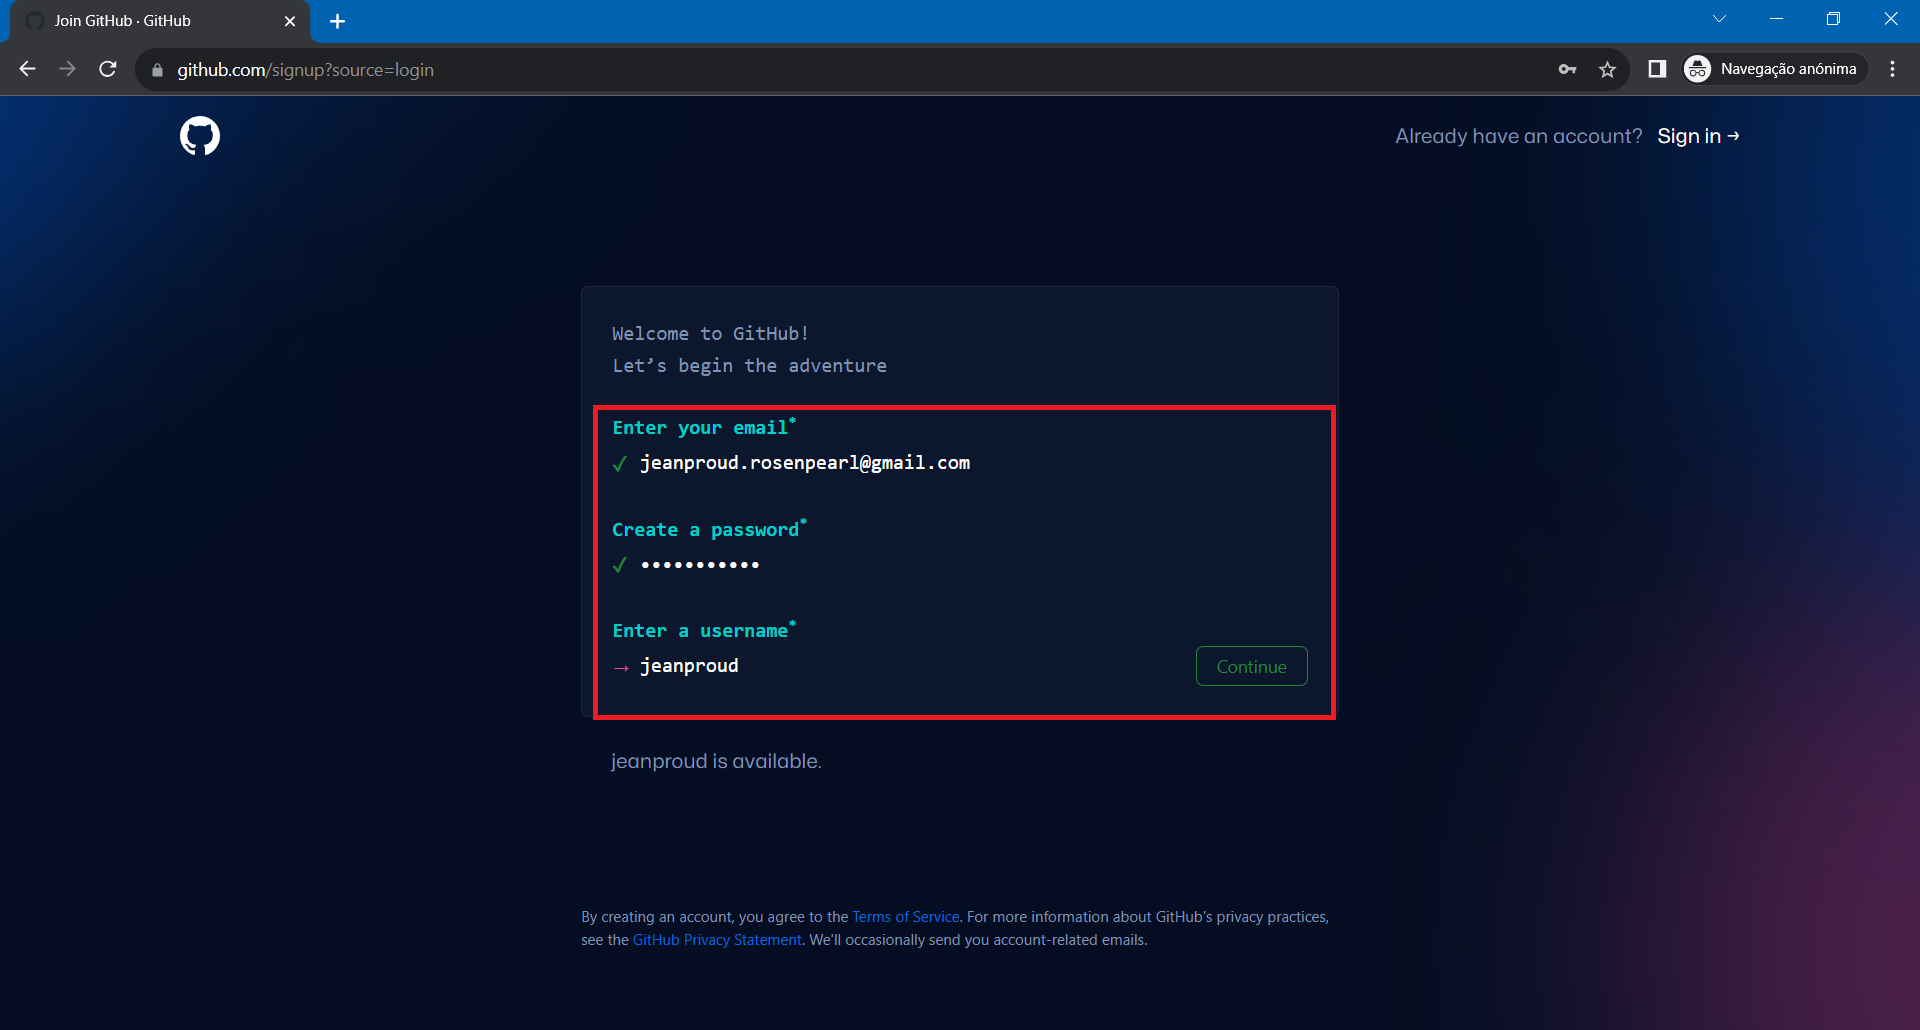 Join GitHub · GitHub
github.com/signup?source=login
Navegação anónima
Already have an account? Sign in →
Welcome to GitHub!
Let’s begin the adventure
Enter your email*
✓ jeanproud.rosenpearl@gmail.com
Create a password*
✓ •••••••••••
Enter a username*
→ jeanproud
Continue
jeanproud is available.
By creating an account, you agree to the Terms of Service. For more information about GitHub's privacy practices,
see the GitHub Privacy Statement. We'll occasionally send you account-related emails.